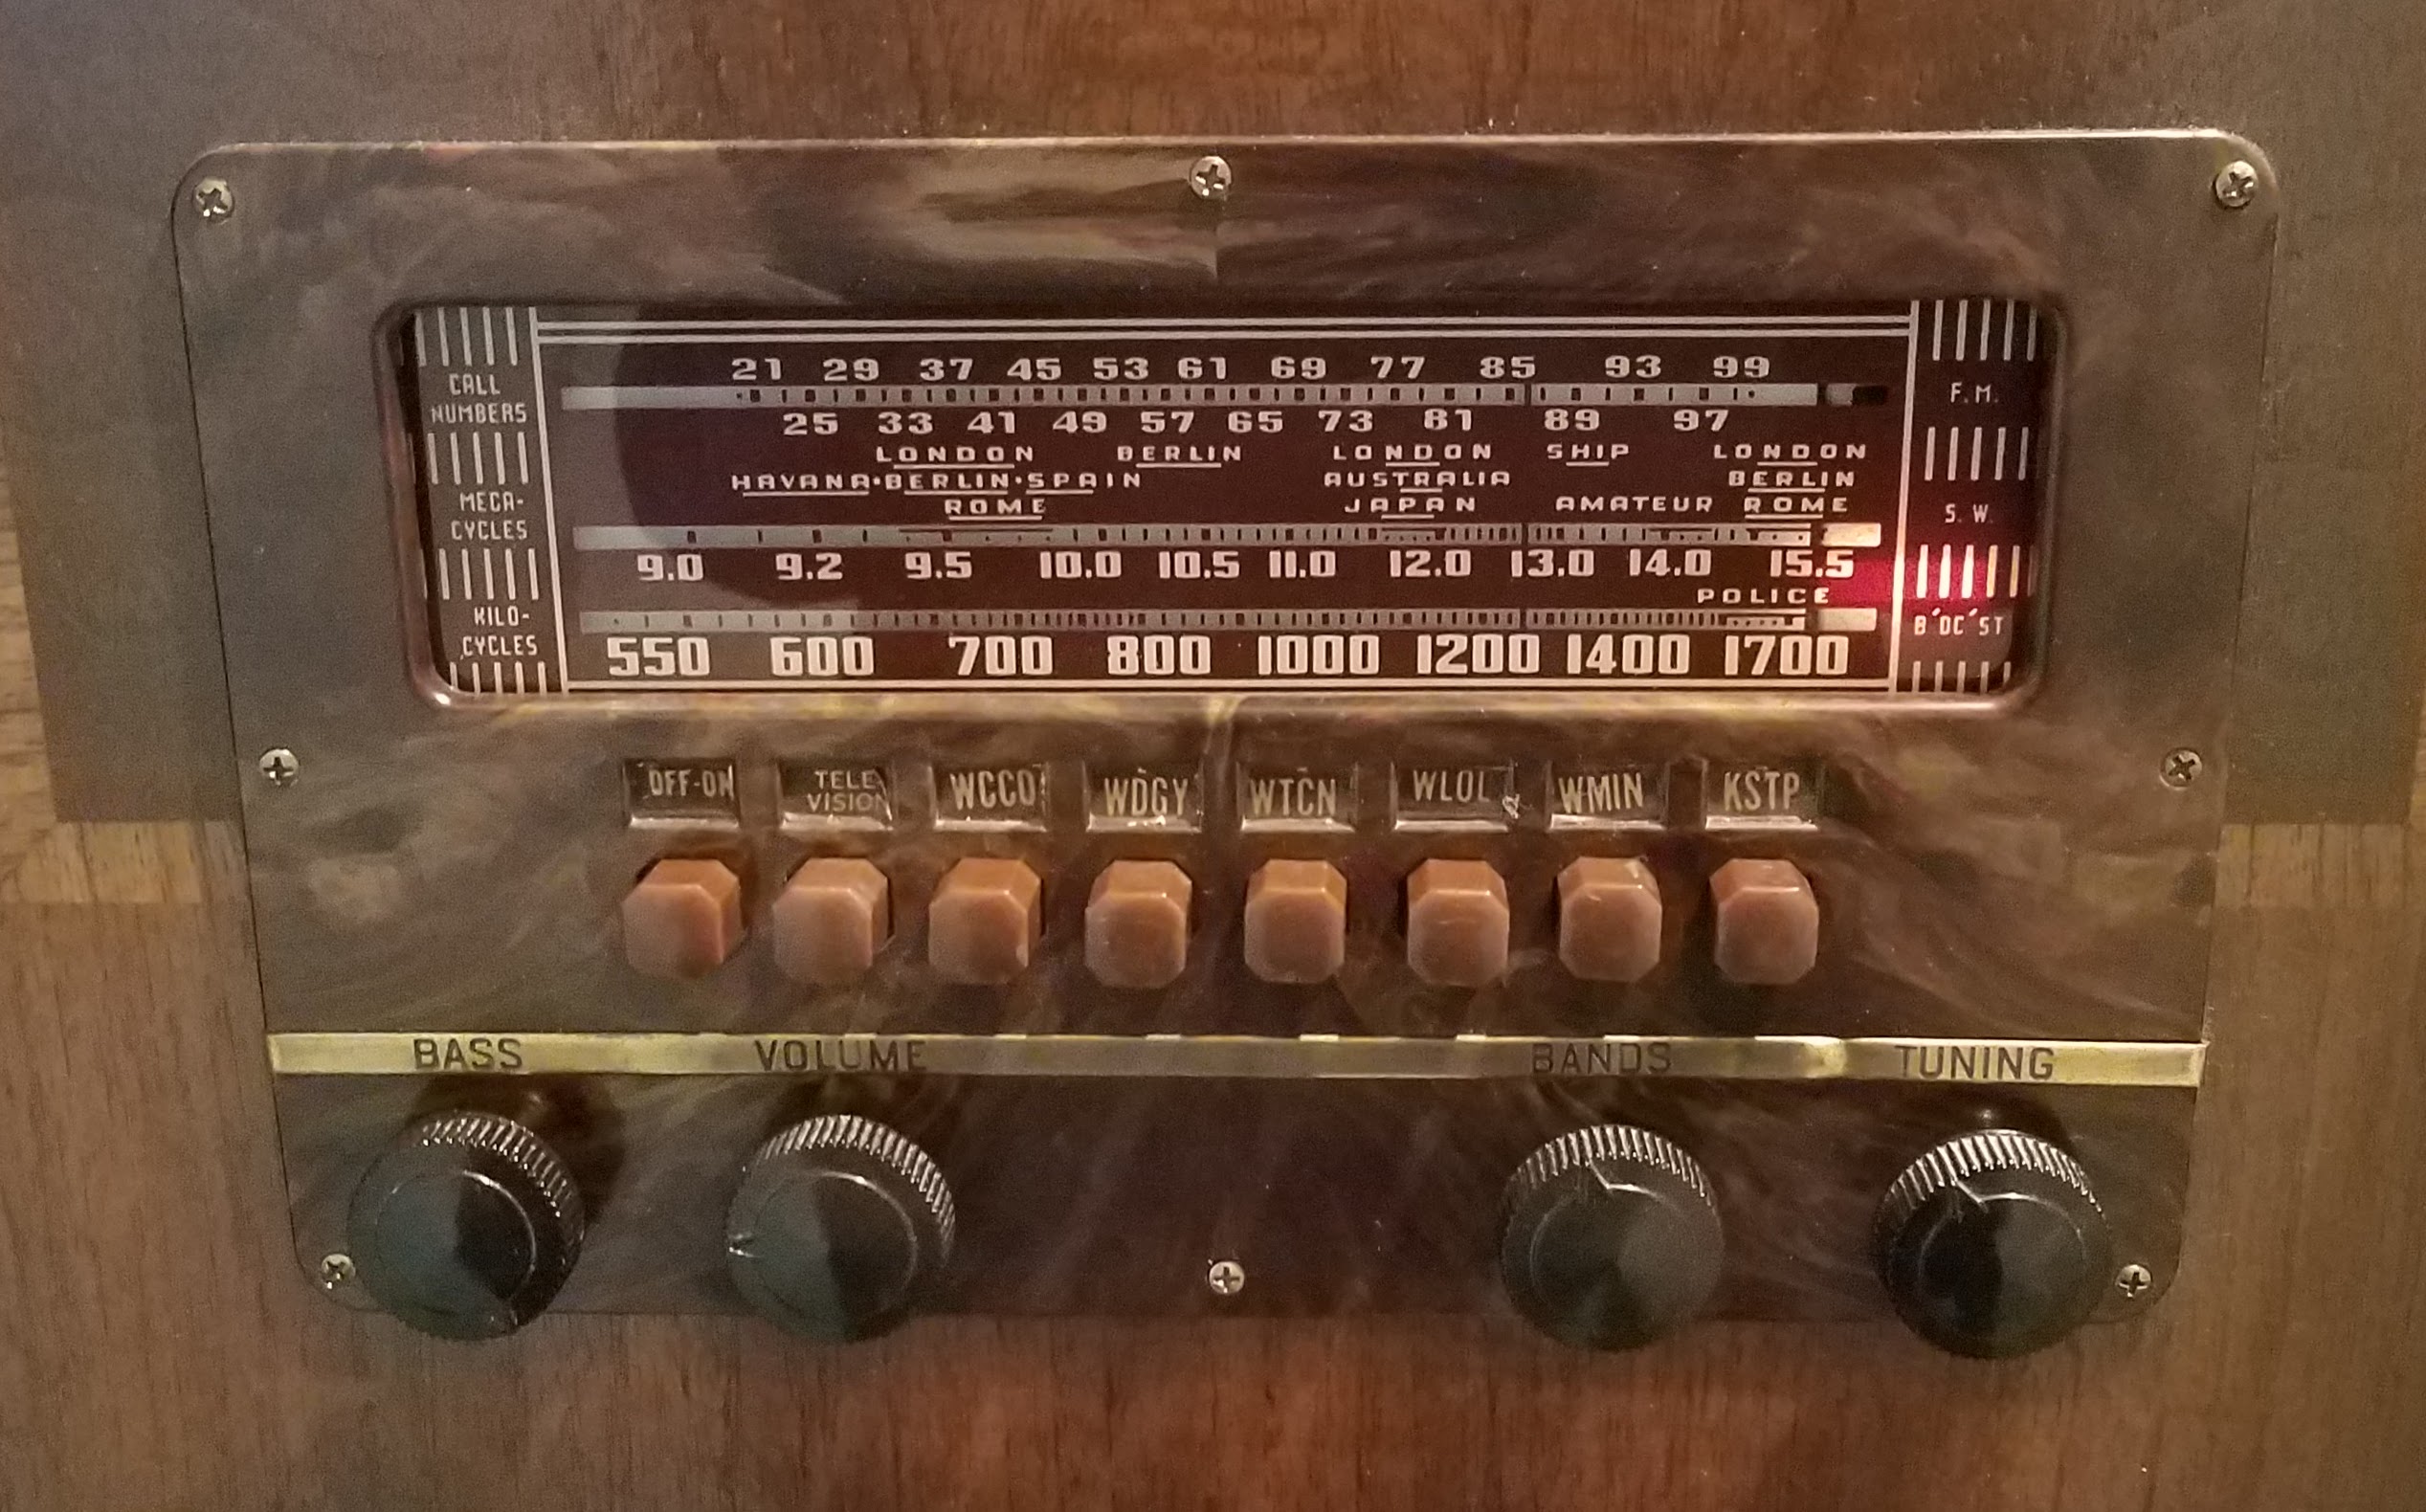 CALL
NUMBERS
MEGA-
CYCLES
KILO-
CYCLES
21 29 37 45 53 61 69 77 85 93 99
25 33 41 49 57 65 73 81 89 97
LONDON BERLIN LONDON SHIP LONDON
HAVANA·BERLIN·SPAIN AUSTRALIA BERLIN
ROME JAPAN AMATEUR ROME
9.0 9.2 9.5 10.0 10.5 11.0 12.0 13.0 14.0 15.5
POLICE
550 600 700 800 1000 1200 1400 1700
F.M.
S.W.
B'DC'ST
OFF-ON
TELE
VISION
WCCO
WDGY
WTCN
WLOL
WMIN
KSTP
BASS VOLUME BANDS TUNING